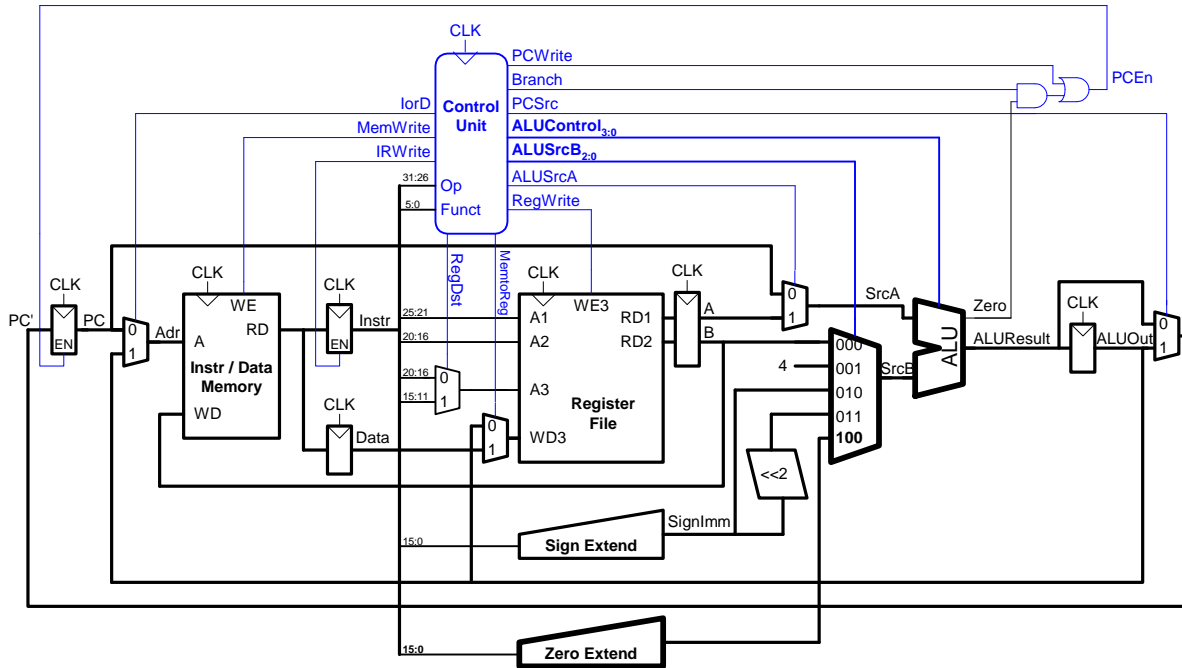 CLK
PCWrite
Branch
PCEn
IorD
Control
Unit
PCSrc
MemWrite
ALUControl3:0
IRWrite
ALUSrcB2:0
31:26
Op
ALUSrcA
5:0
Funct
RegWrite
RegDst
MemtoReg
CLK
CLK
CLK
CLK
CLK
CLK
PC'
PC
EN
0
1
Adr
A
WE
RD
Instr / Data
Memory
WD
EN
Instr
25:21
20:16
20:16
15:11
0
1
CLK
Data
0
1
A1
A2
A3
WD3
WE3
RD1
RD2
Register
File
A
B
0
1
SrcA
4
000
001
010
011
100
SrcB
ALU
Zero
ALUResult
ALUOut
0
1
<<2
SignImm
15:0
Sign Extend
15:0
Zero Extend